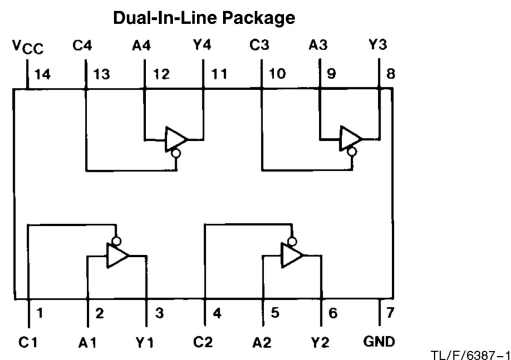 Dual-In-Line Package
VCC C4 A4 Y4 C3 A3 Y3
14 13 12 11 10 9 8
1 2 3 4 5 6 7
C1 A1 Y1 C2 A2 Y2 GND
TL/F/6387–1